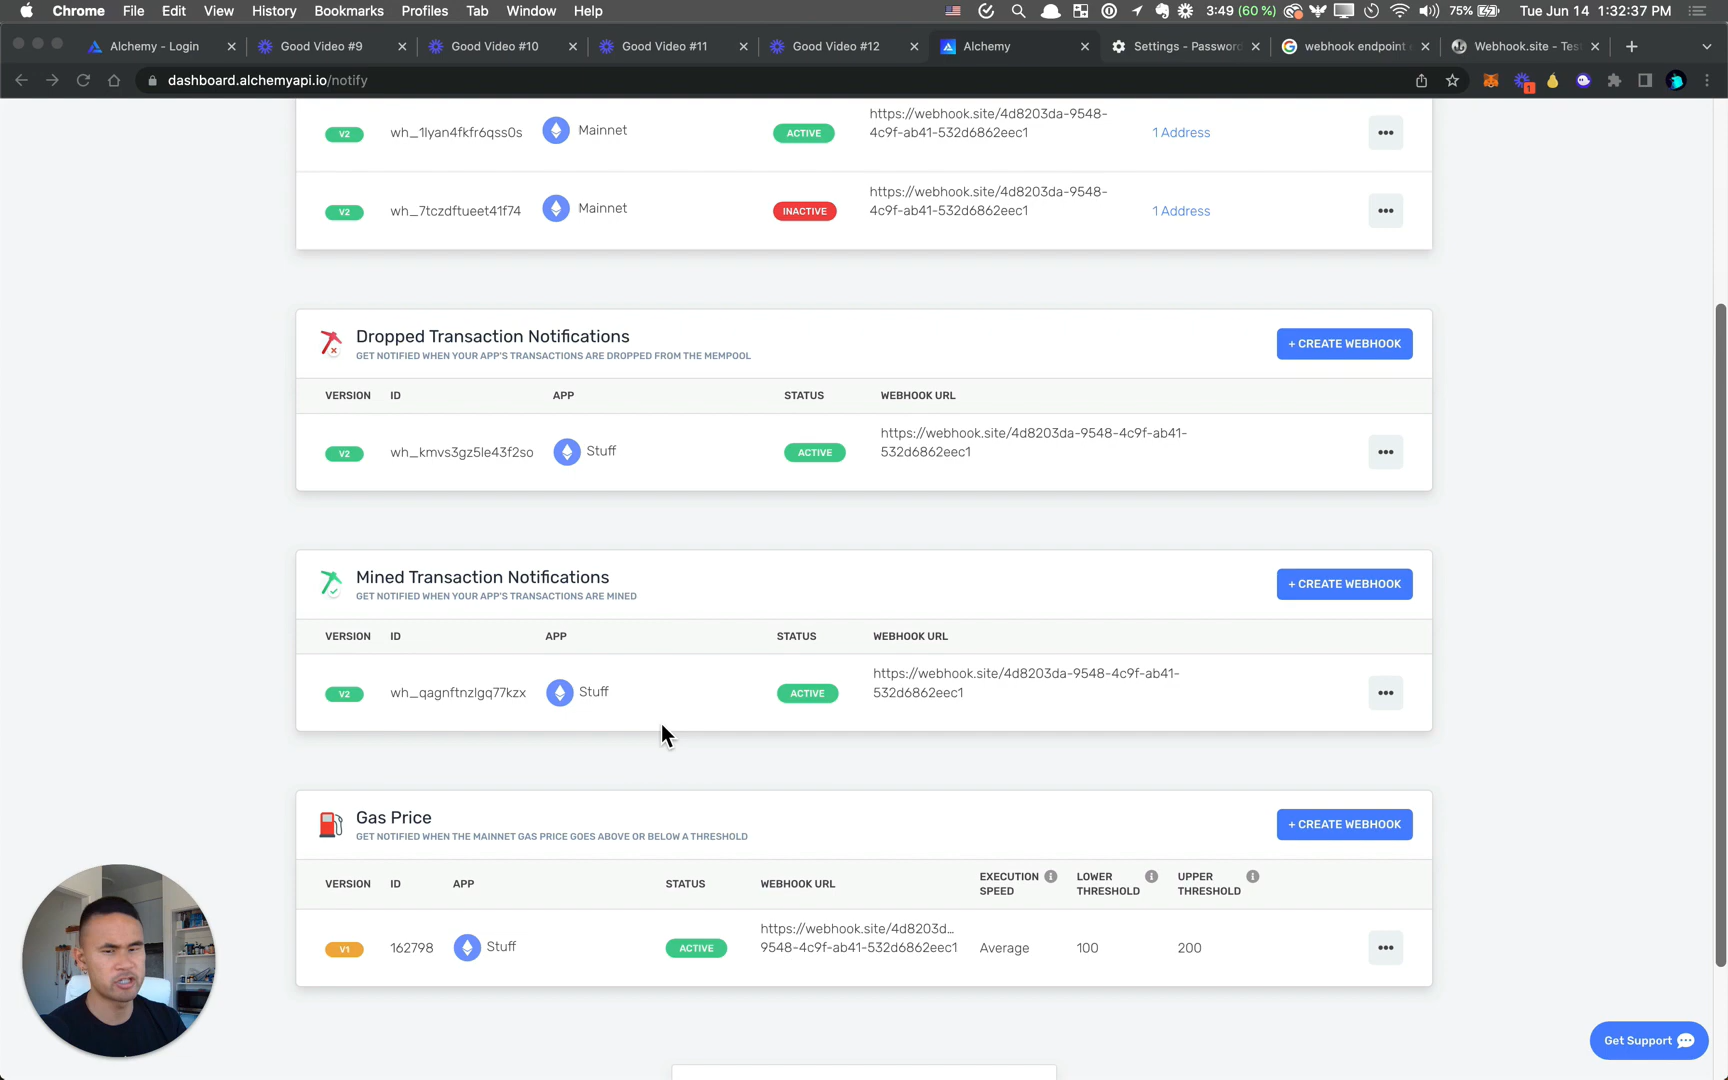 Chrome File Edit View History Bookmarks Profiles Tab Window Help 3:49 (60 %) 75% Tue Jun 14 1:32:37 PM
Alchemy - Login Good Video #9 Good Video #10 Good Video #11 Good Video #12 Alchemy Settings - Password webhook endpoint Webhook.site - Tes
dashboard.alchemyapi.io/notify
1
V2 wh_1lyan4fkfr6qss0s Mainnet ACTIVE https://webhook.site/4d8203da-9548-
4c9f-ab41-532d6862eec1 1 Address
V2 wh_7tczdftueet41f74 Mainnet INACTIVE https://webhook.site/4d8203da-9548-
4c9f-ab41-532d6862eec1 1 Address
Dropped Transaction Notifications
GET NOTIFIED WHEN YOUR APP'S TRANSACTIONS ARE DROPPED FROM THE MEMPOOL
+ CREATE WEBHOOK
VERSION ID APP STATUS WEBHOOK URL
V2 wh_kmvs3gz5le43f2so Stuff ACTIVE https://webhook.site/4d8203da-9548-4c9f-ab41-
532d6862eec1
Mined Transaction Notifications
GET NOTIFIED WHEN YOUR APP'S TRANSACTIONS ARE MINED
+ CREATE WEBHOOK
VERSION ID APP STATUS WEBHOOK URL
V2 wh_qagnftnzlgq77kzx Stuff ACTIVE https://webhook.site/4d8203da-9548-4c9f-ab41-
532d6862eec1
Gas Price
GET NOTIFIED WHEN THE MAINNET GAS PRICE GOES ABOVE OR BELOW A THRESHOLD
+ CREATE WEBHOOK
VERSION ID APP STATUS WEBHOOK URL EXECUTION SPEED LOWER THRESHOLD UPPER THRESHOLD
V1 162798 Stuff ACTIVE https://webhook.site/4d8203d...
9548-4c9f-ab41-532d6862eec1 Average 100 200
Get Support